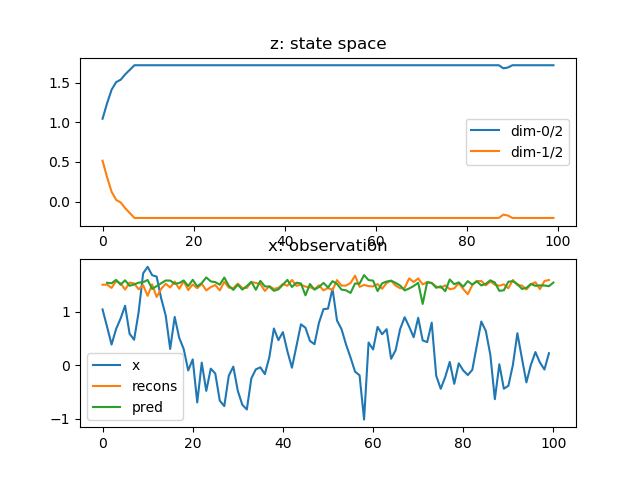 z: state space
1.5
1.0
0.5
0.0
dim-0/2
dim-1/2
0 20 40 60 80 100
x: observation
1
0
−1
x
recons
pred
0 20 40 60 80 100